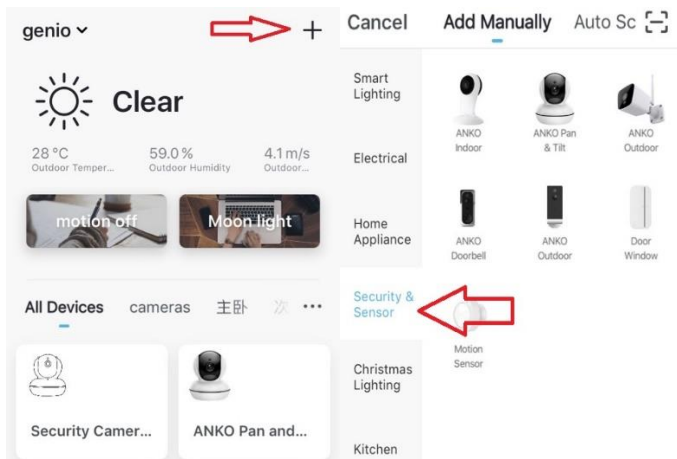 genio
Clear
28 °C
59.0 %
4.1 m/s
Outdoor Temper...
Outdoor Humidity
Outdoor...
motion off
Moon light
All Devices
cameras
主卧
次
...
Security Camer...
ANKO Pan and...
Cancel
Add Manually
Auto Sc
Smart
Lighting
Electrical
Home
Appliance
Security &
Sensor
Christmas
Lighting
Kitchen
ANKO
Indoor
ANKO Pan
& Tilt
ANKO
Outdoor
ANKO
Doorbell
ANKO
Outdoor
Door
Window
Motion
Sensor